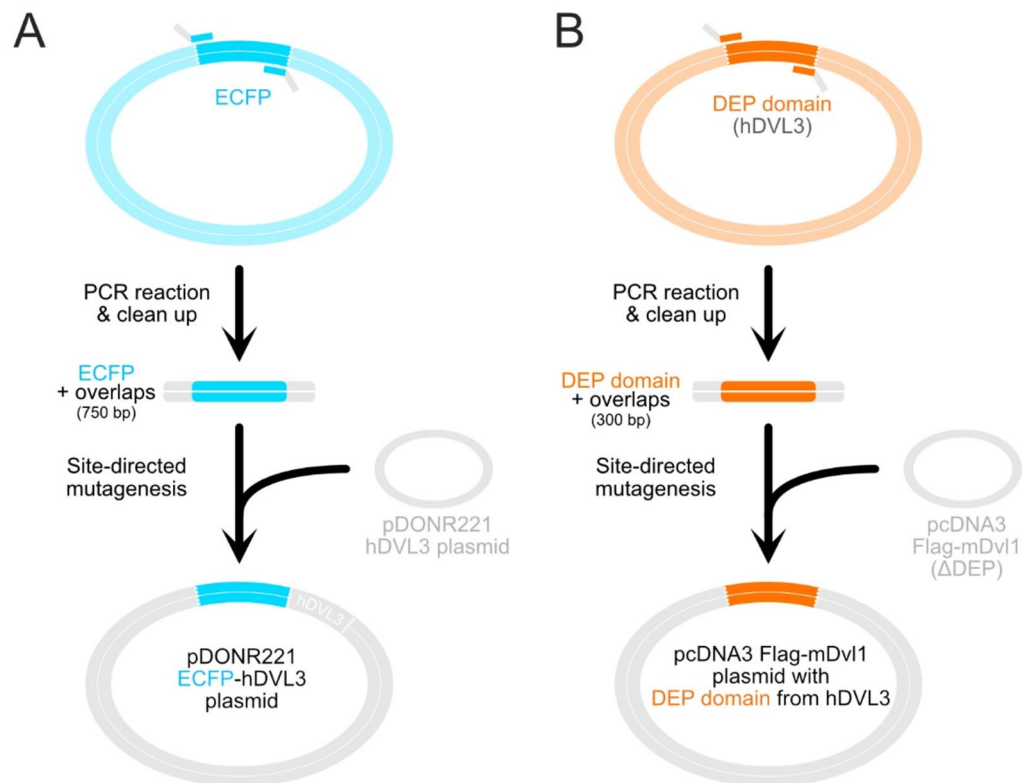 A
ECFP
PCR reaction
& clean up
ECFP
+ overlaps
(750 bp)
Site-directed
mutagenesis
pDONR221
hDVL3 plasmid
hDVL3
pDONR221
ECFP-hDVL3
plasmid
B
DEP domain
(hDVL3)
PCR reaction
& clean up
DEP domain
+ overlaps
(300 bp)
Site-directed
mutagenesis
pcDNA3
Flag-mDvl1
(ΔDEP)
pcDNA3 Flag-mDvl1
plasmid with
DEP domain from hDVL3